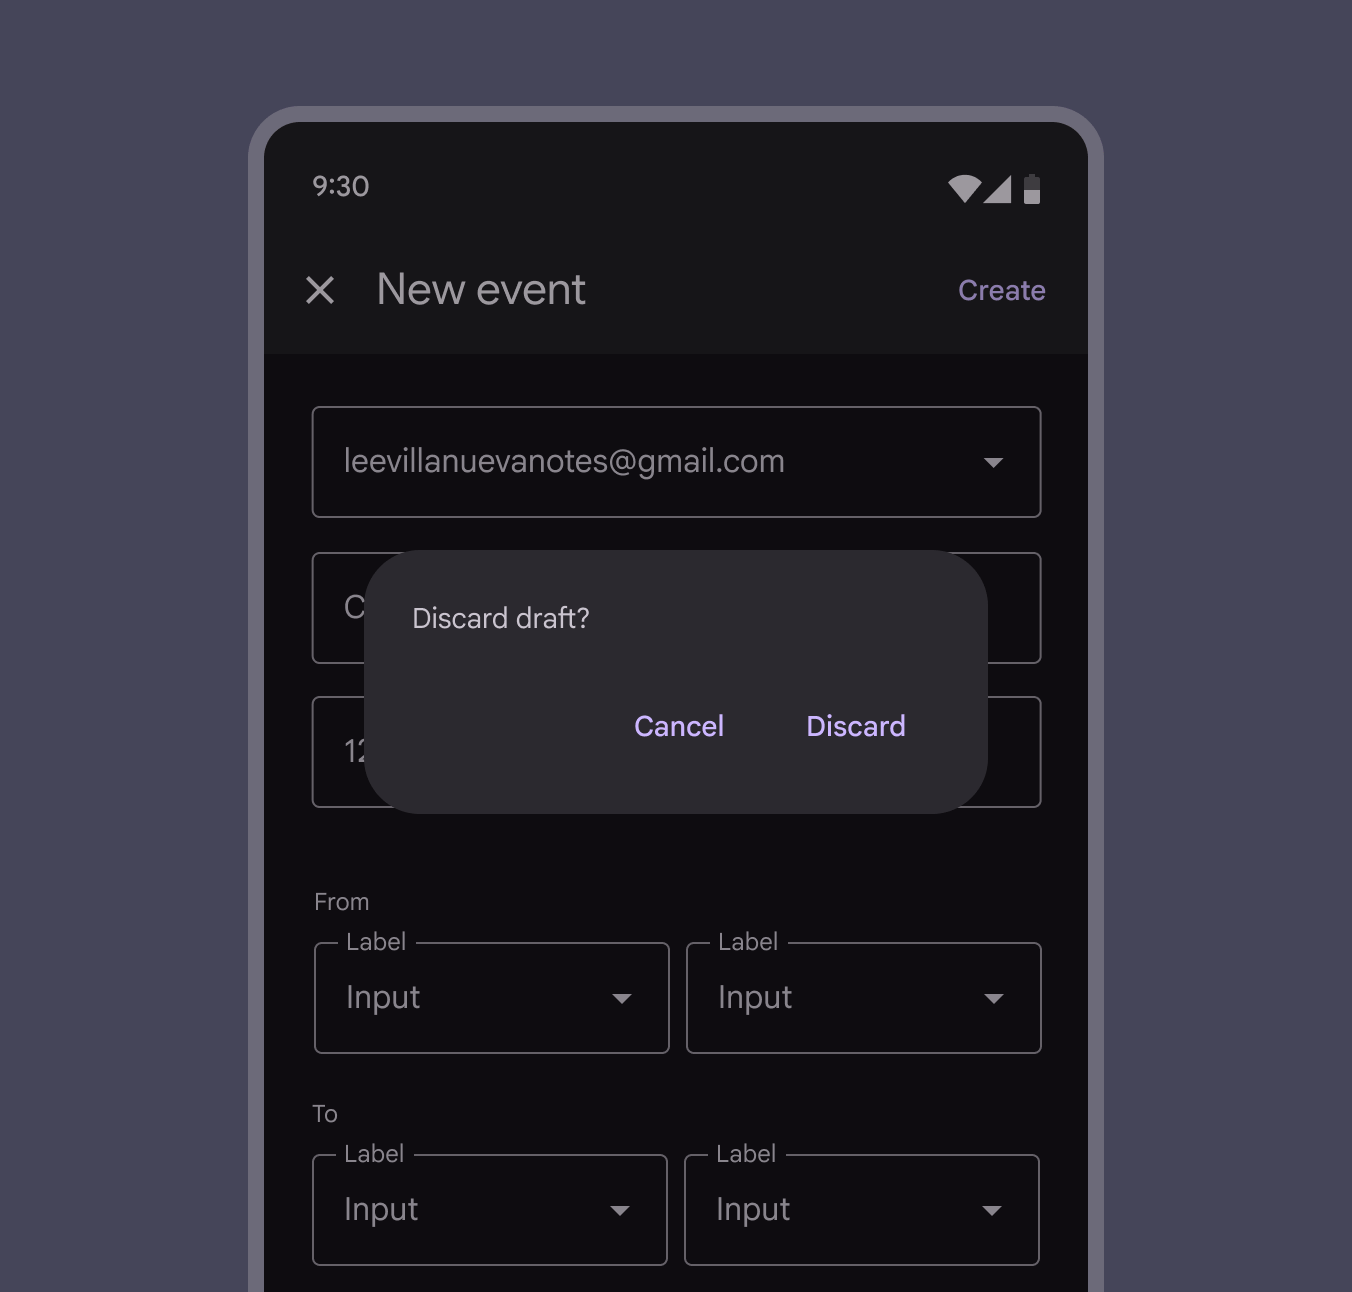 9:30
New event
Create
leevillanuevanotes@gmail.com
Discard draft?
Cancel
Discard
From
Label
Label
Input
Input
To
Label
Label
Input
Input